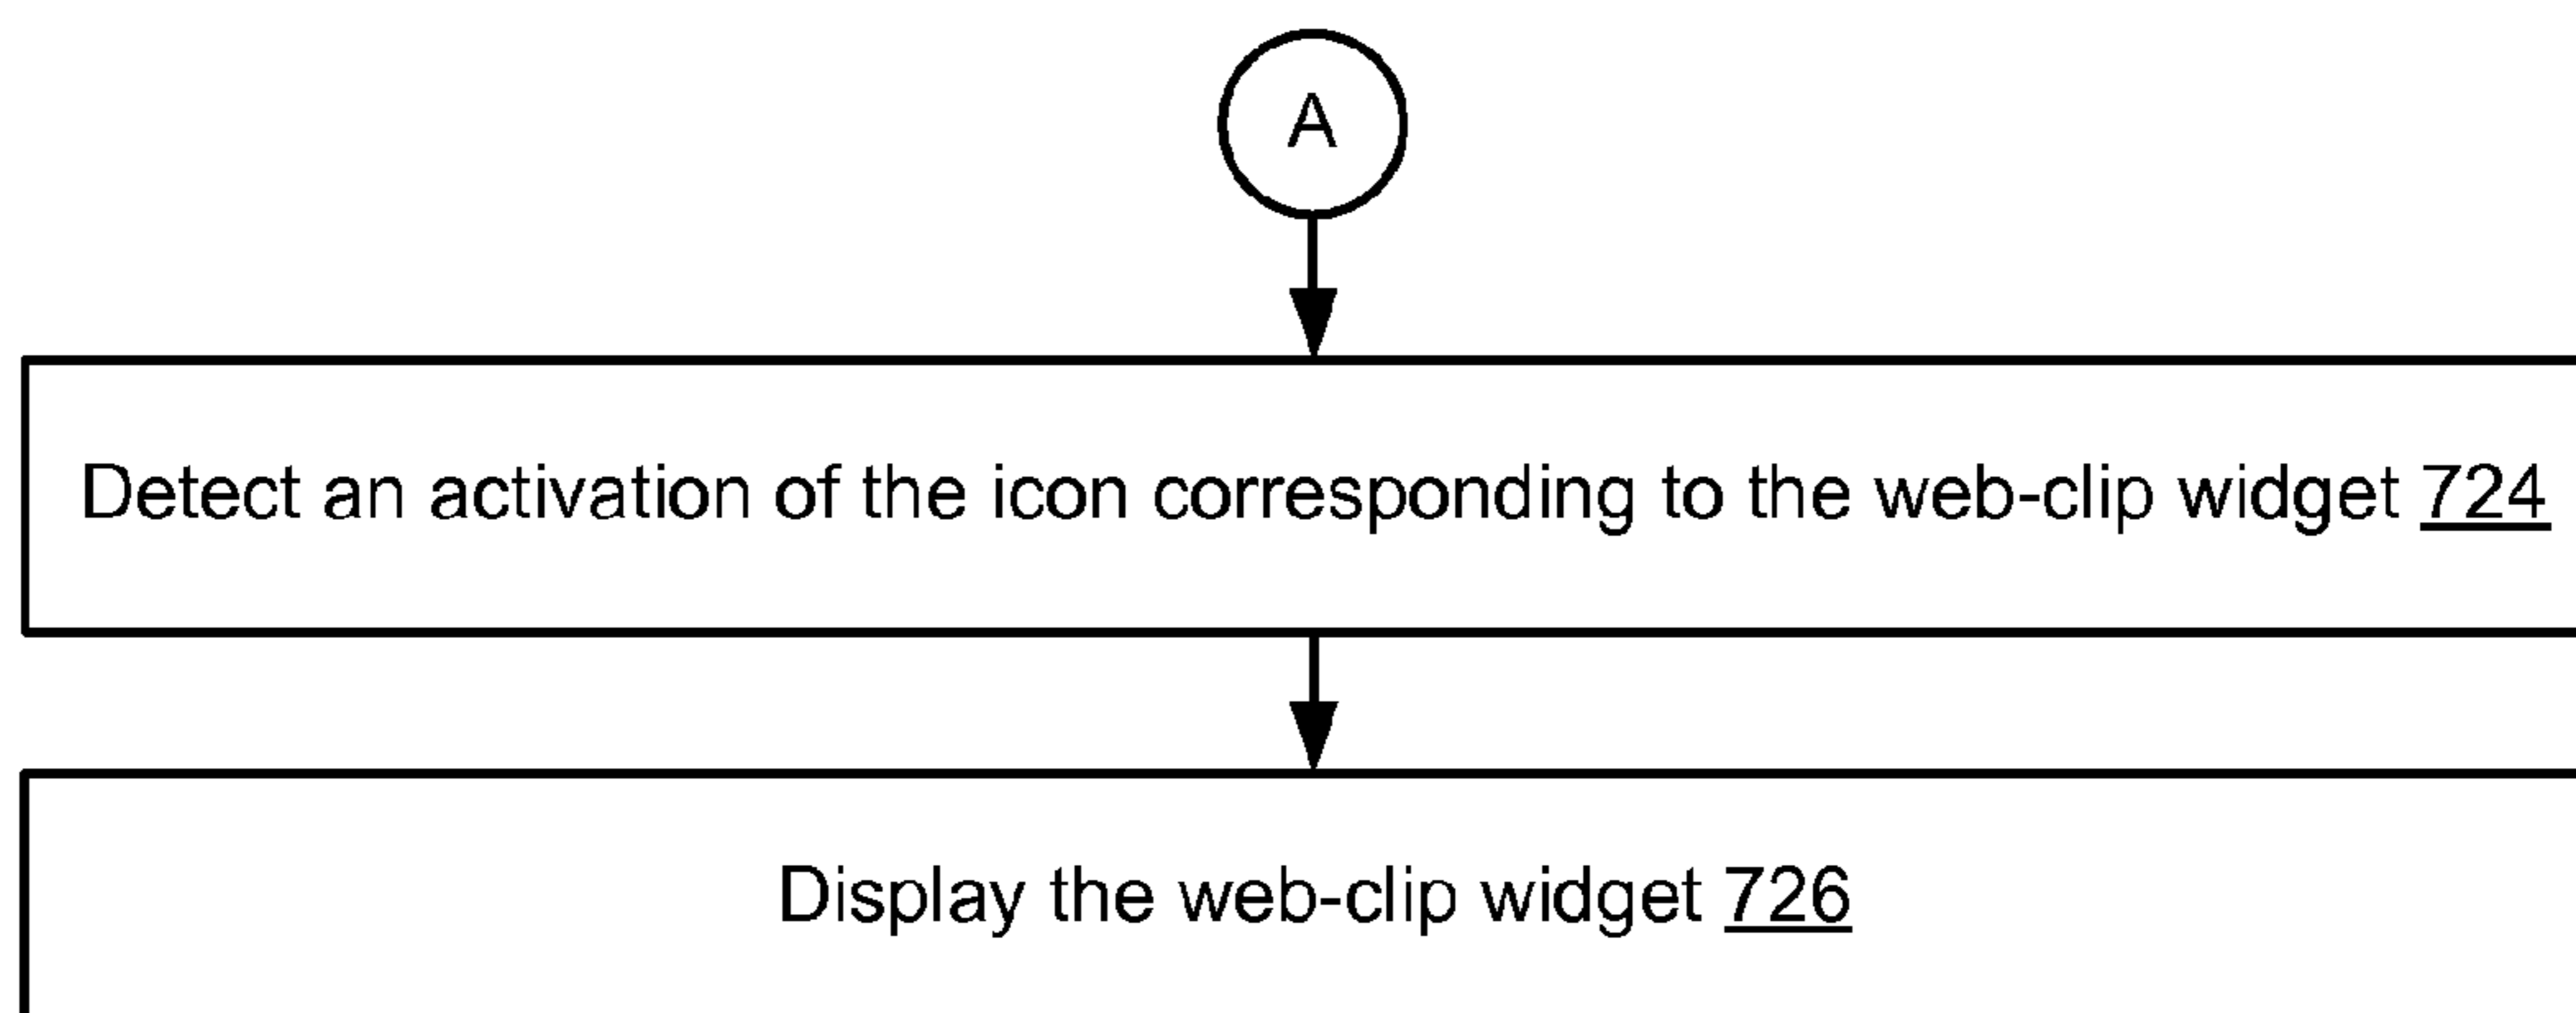 A
Detect an activation of the icon corresponding to the web-clip widget 724
Display the web-clip widget 726